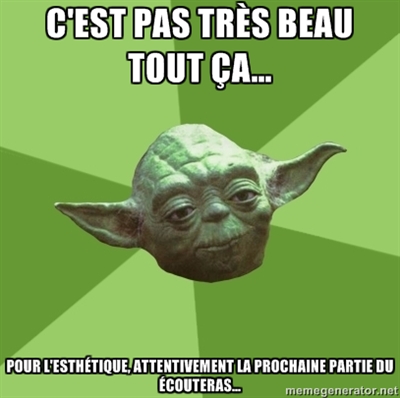 C'EST PAS TRÈS BEAU
TOUT ÇA...
POUR L'ESTHÉTIQUE, ATTENTIVEMENT LA PROCHAINE PARTIE DU
ÉCOUTERAS...
memegenerator.net